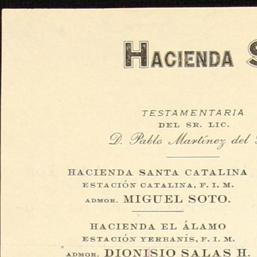 HACIENDA S
TESTAMENTARIA
DEL SR. LIC.
D. Pablo Martínez del
HACIENDA SANTA CATALINA
ESTACIÓN CATALINA, F. I. M.
ADMOR. MIGUEL SOTO.
HACIENDA EL ÁLAMO
ESTACIÓN YERBANÍS, F. I. M.
ADMOR. DIONISIO SALAS H.